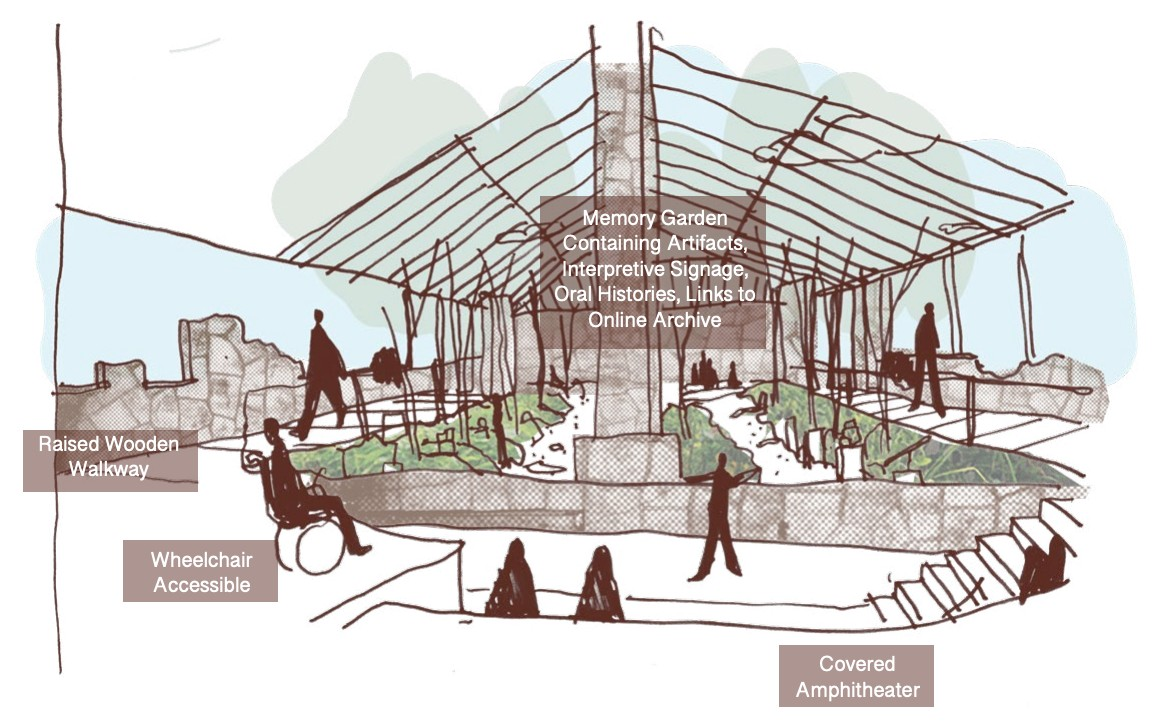 Memory Garden
Containing Artifacts,
Interpretive Signage,
Oral Histories, Links to
Online Archive
Raised Wooden
Walkway
Wheelchair
Accessible
Covered
Amphitheater